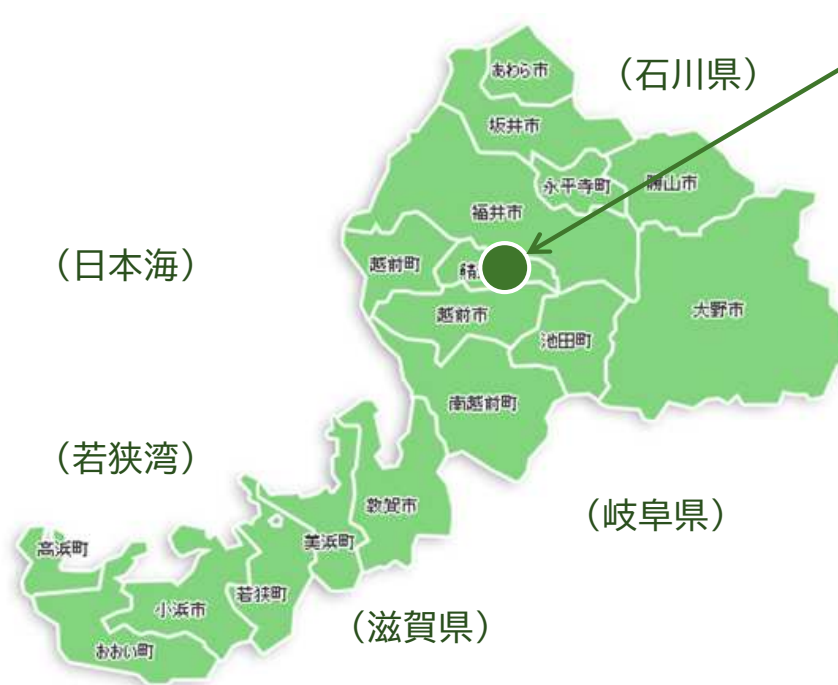 あわら市
（石川県）
坂井市
永平寺町
勝山市
福井市
（日本海）
越前町
鯖
大野市
越前市
池田町
南越前町
（若狭湾）
敦賀市
（岐阜県）
高浜町
美浜町
若狭町
小浜市
（滋賀県）
おおい町